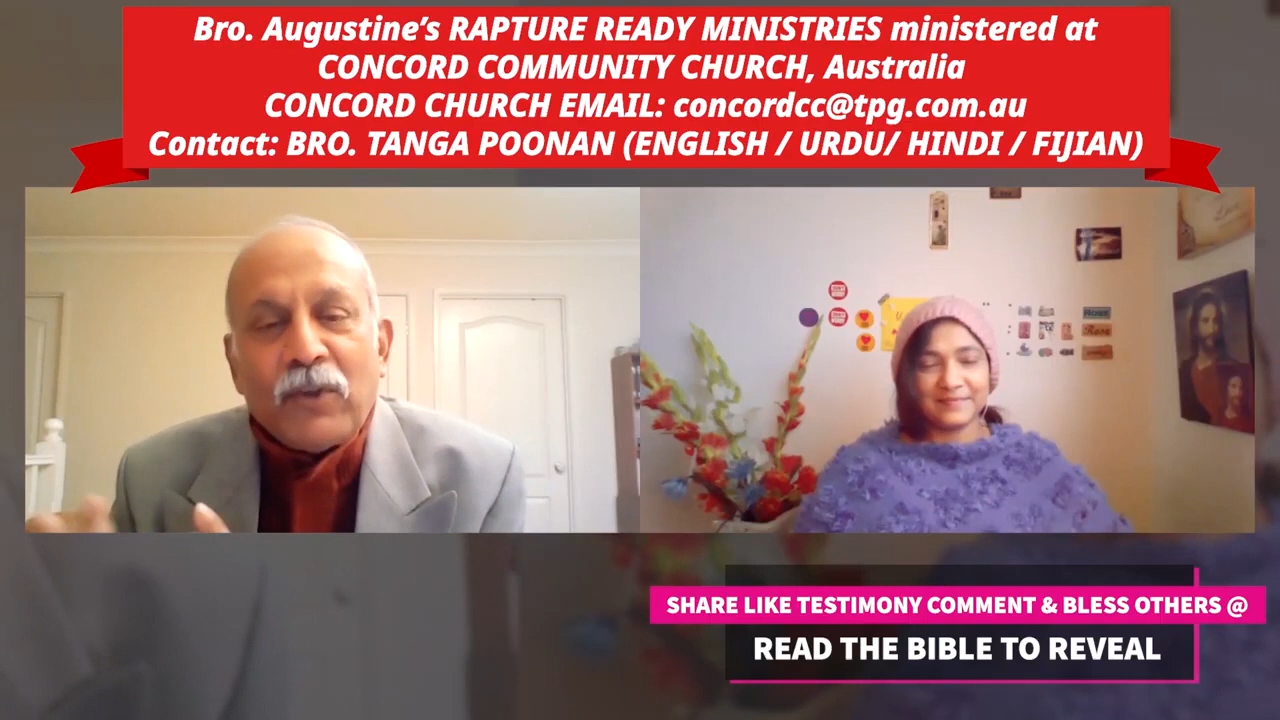 Bro. Augustine’s RAPTURE READY MINISTRIES ministered at
CONCORD COMMUNITY CHURCH, Australia
CONCORD CHURCH EMAIL: concordcc@tpg.com.au
Contact: BRO. TANGA POONAN (ENGLISH / URDU/ HINDI / FIJIAN)
SHARE LIKE TESTIMONY COMMENT & BLESS OTHERS @
READ THE BIBLE TO REVEAL